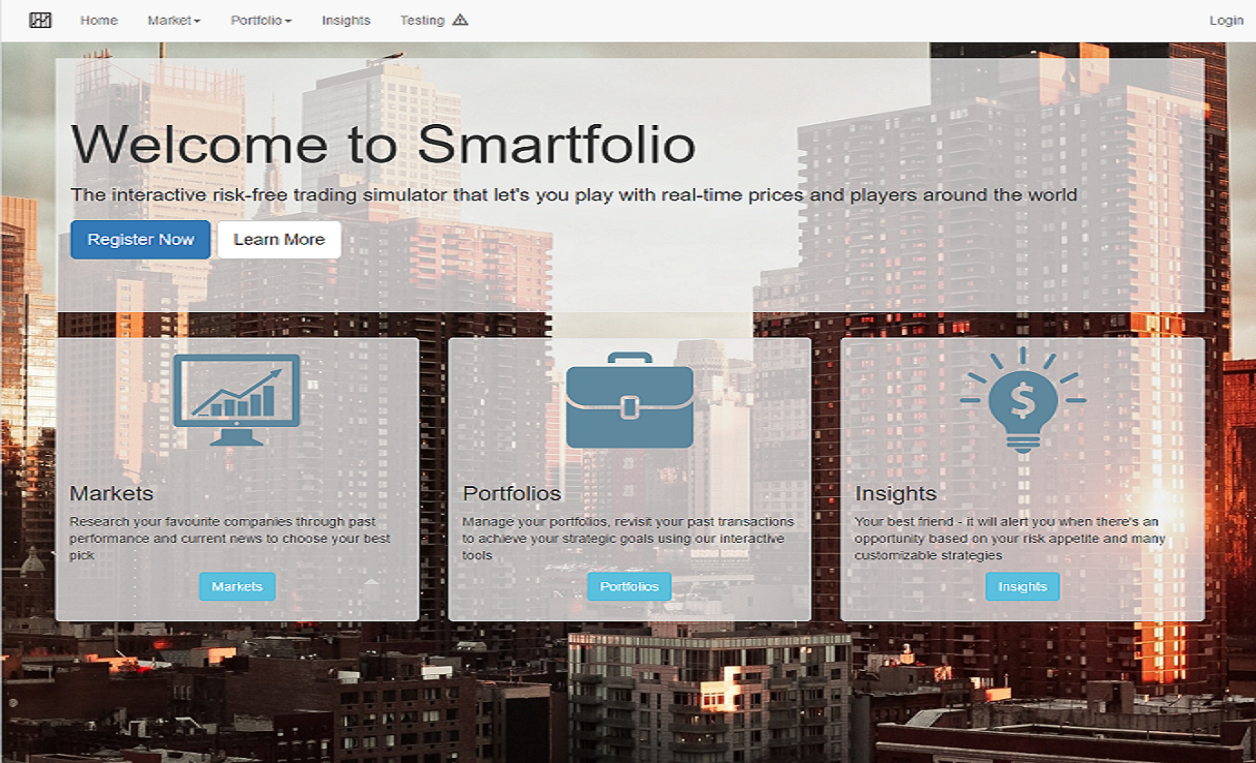 Home Market Portfolio Insights Testing Login
Welcome to Smartfolio
The interactive risk-free trading simulator that let's you play with real-time prices and players around the world
Register Now Learn More
$
Markets
Research your favourite companies through past
performance and current news to choose your best
pick
Markets
Portfolios
Manage your portfolios, revisit your past transactions
to achieve your strategic goals using our interactive
tools
Portfolios
Insights
Your best friend - it will alert you when there's an
opportunity based on your risk appetite and many
customizable strategies
Insights